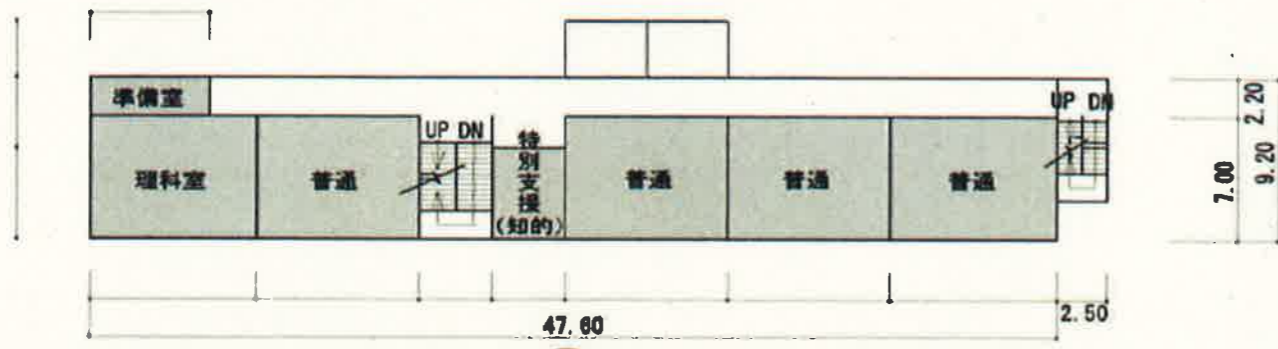 準備室
UP DN
2.20
UP DN
特別支援
(知的)
理科室
普通
普通
普通
普通
7.00
9.20
2.50
47.60